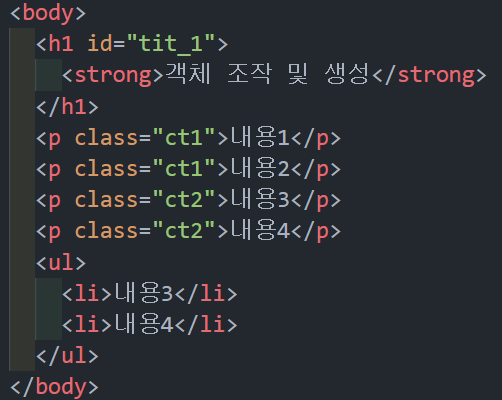 <body>
<h1 id="tit_1">
<strong>객체 조작 및 생성</strong>
</h1>
<p class="ct1">내용1</p>
<p class="ct1">내용2</p>
<p class="ct2">내용3</p>
<p class="ct2">내용4</p>
<ul>
<li>내용3</li>
<li>내용4</li>
</ul>
</body>